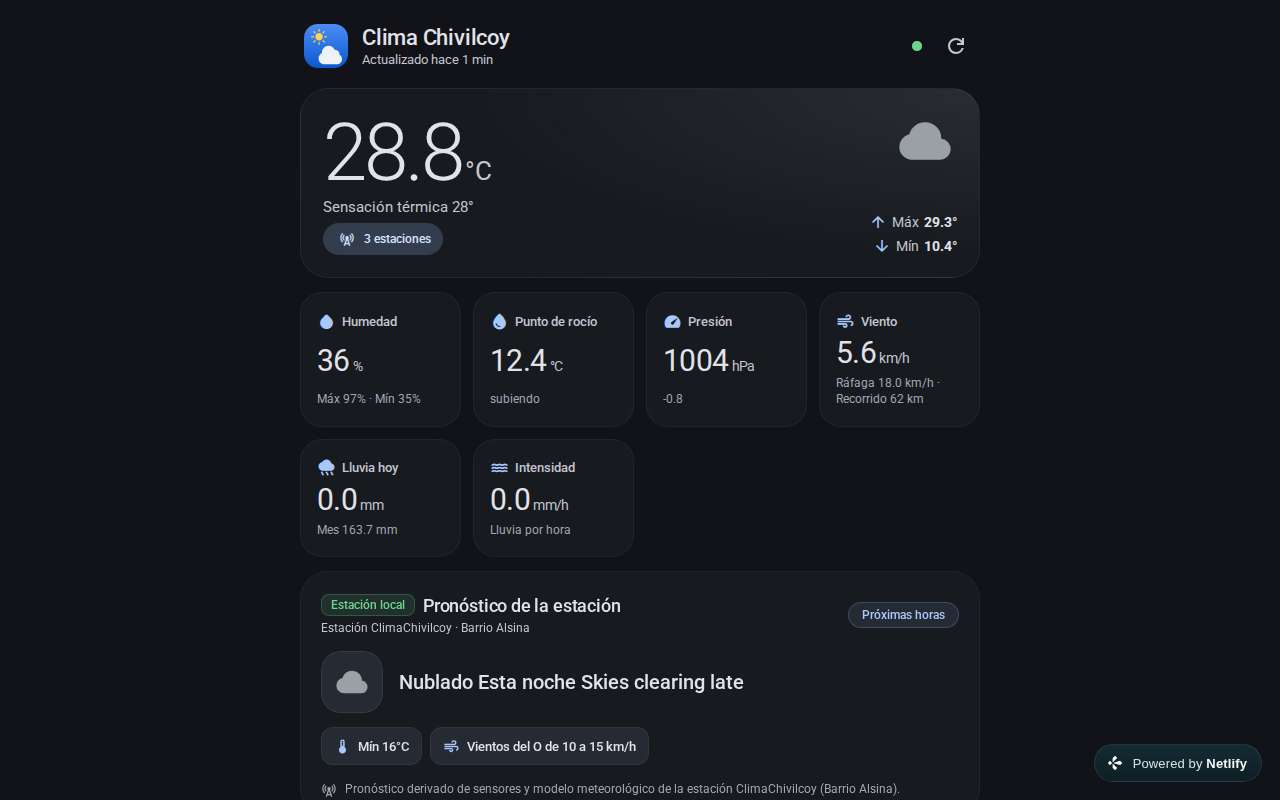 Clima Chivilcoy
Actualizado hace 1 min
28.8°C
Sensación térmica 28°
3 estaciones
Máx 29.3°
Mín 10.4°
Humedad
36 %
Máx 97% · Mín 35%
Punto de rocío
12.4 °C
subiendo
Presión
1004 hPa
-0.8
Viento
5.6 km/h
Ráfaga 18.0 km/h ·
Recorrido 62 km
Lluvia hoy
0.0 mm
Mes 163.7 mm
Intensidad
0.0 mm/h
Lluvia por hora
Estación local Pronóstico de la estación
Estación ClimaChivilcoy · Barrio Alsina
Próximas horas
Nublado Esta noche Skies clearing late
Mín 16°C
Vientos del O de 10 a 15 km/h
Pronóstico derivado de sensores y modelo meteorológico de la estación ClimaChivilcoy (Barrio Alsina).
Powered by Netlify